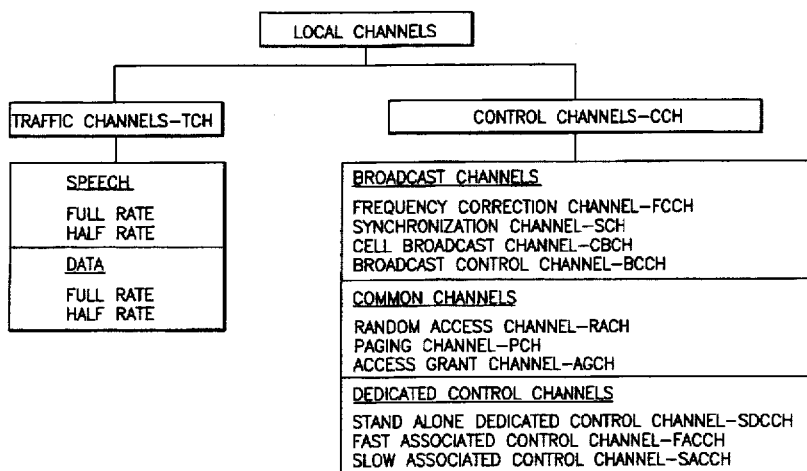 LOCAL CHANNELS
TRAFFIC CHANNELS-TCH
CONTROL CHANNELS-CCH
SPEECH
FULL RATE
HALF RATE
DATA
FULL RATE
HALF RATE
BROADCAST CHANNELS
FREQUENCY CORRECTION CHANNEL-FCCH
SYNCHRONIZATION CHANNEL-SCH
CELL BROADCAST CHANNEL-CBCH
BROADCAST CONTROL CHANNEL-BCCH
COMMON CHANNELS
RANDOM ACCESS CHANNEL-RACH
PAGING CHANNEL-PCH
ACCESS GRANT CHANNEL-AGCH
DEDICATED CONTROL CHANNELS
STAND ALONE DEDICATED CONTROL CHANNEL-SDCCH
FAST ASSOCIATED CONTROL CHANNEL-FACCH
SLOW ASSOCIATED CONTROL CHANNEL-SACCH